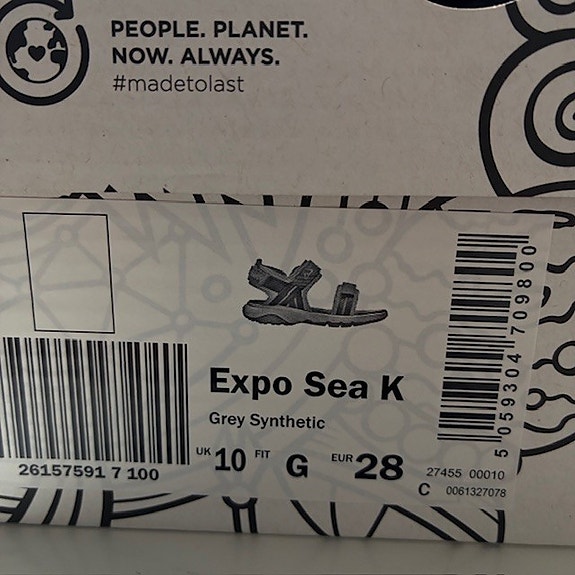 PEOPLE. PLANET.
NOW. ALWAYS.
#madetolast
Expo Sea K
Grey Synthetic
UK 10 FIT G EUR 28
26157591 7 100
5 059304 709800
27455 00010
C 0061327078